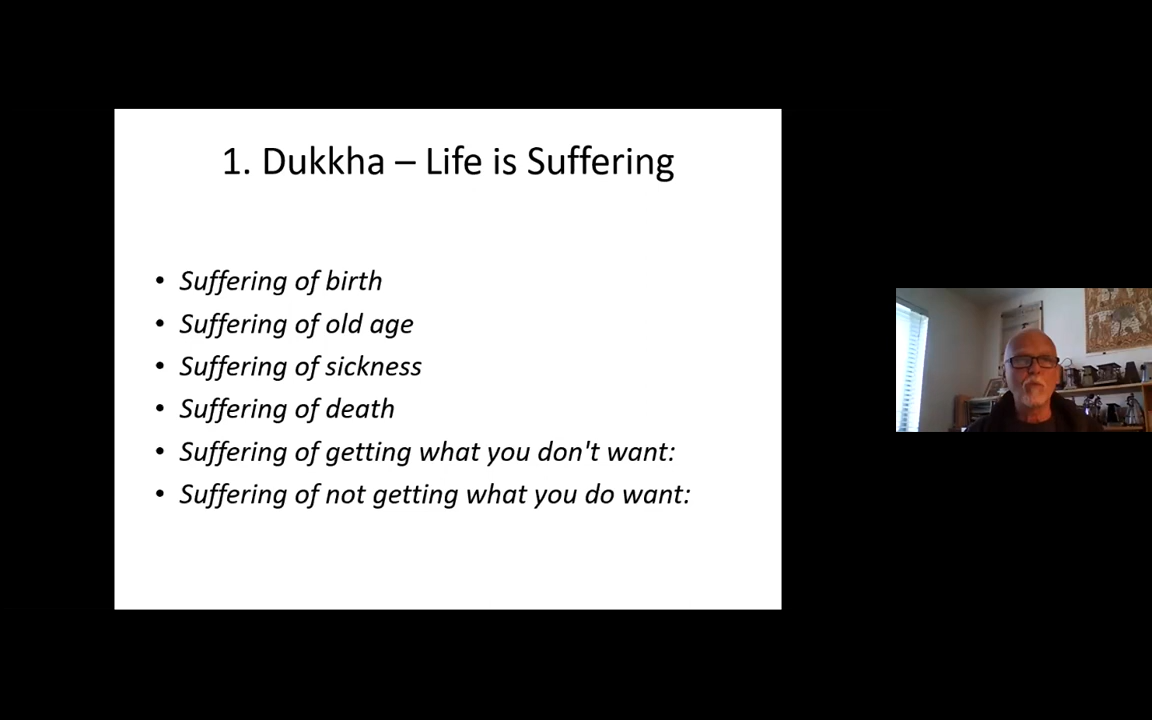 1. Dukkha – Life is Suffering
• Suffering of birth
• Suffering of old age
• Suffering of sickness
• Suffering of death
• Suffering of getting what you don't want:
• Suffering of not getting what you do want: